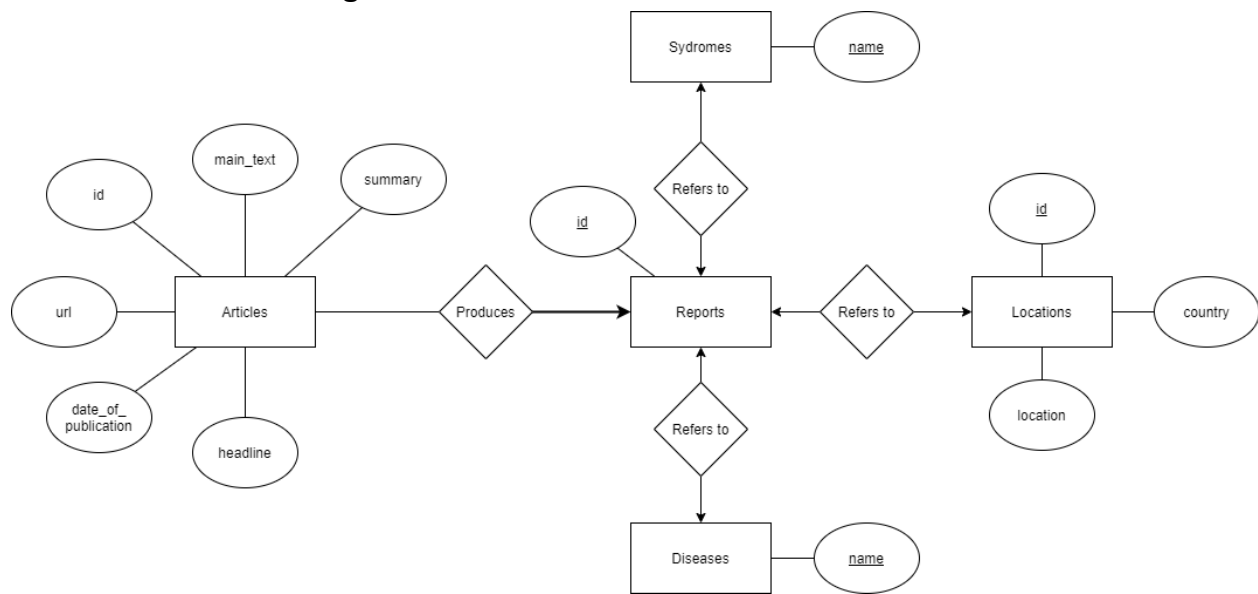 Sydromes
name
main_text
summary
id
Refers to
id
id
url
Articles
Produces
Reports
Refers to
Locations
country
date_of_
publication
headline
Refers to
location
Diseases
name